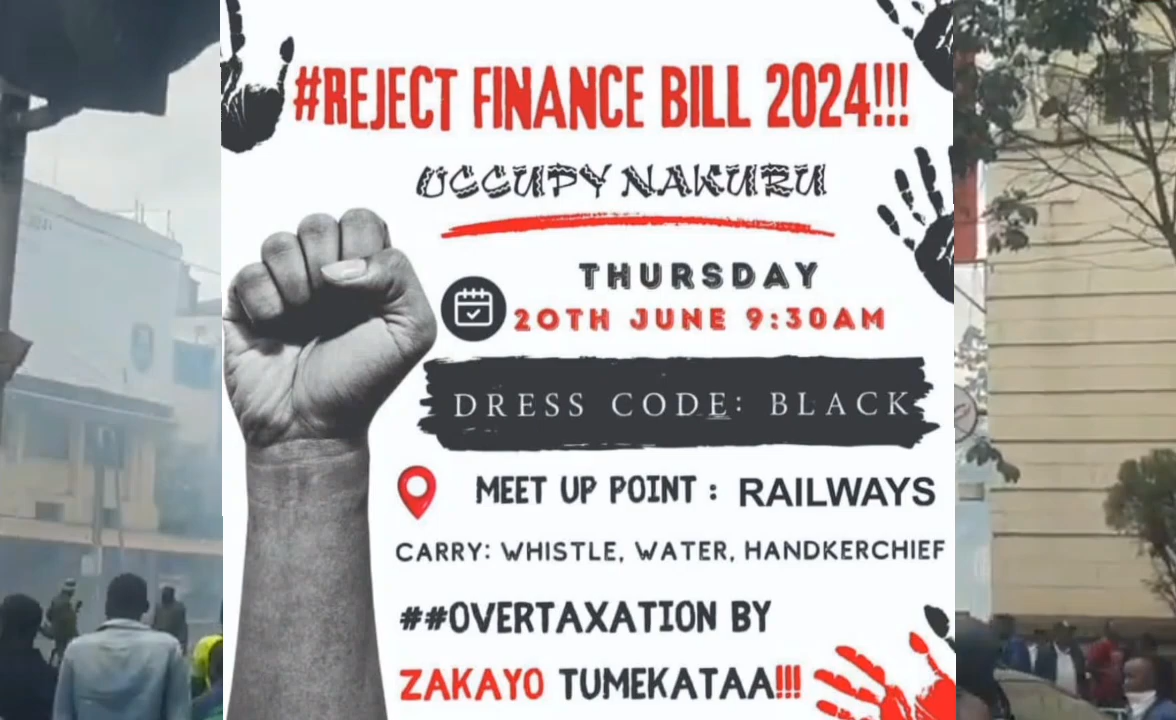 #REJECT FINANCE BILL 2024!!!
OCCUPY NAKURU
THURSDAY
20TH JUNE 9:30AM
DRESS CODE: BLACK
MEET UP POINT : RAILWAYS
CARRY: WHISTLE, WATER, HANDKERCHIEF
##OVERTAXATION BY
ZAKAYO TUMEKATAA!!!